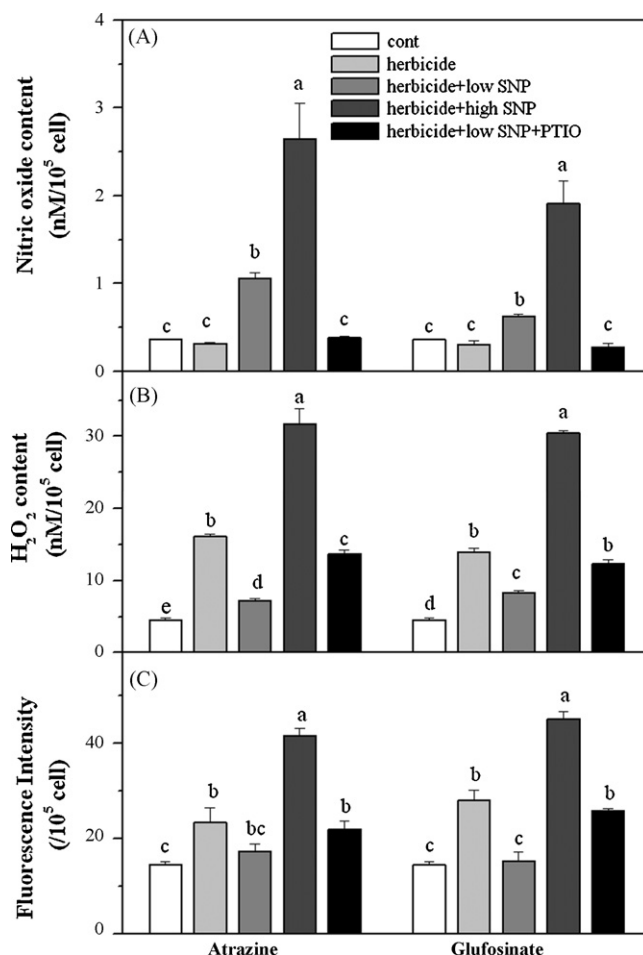 (A)
cont
herbicide
herbicide+low SNP
herbicide+high SNP
herbicide+low SNP+PTIO
Nitric oxide content
(nM/10⁵ cell)
4
3
2
1
0
c c b a c c c b a c
(B)
H₂O₂ content
(nM/10⁵ cell)
30
20
10
0
e b d a c d b c a b
(C)
Fluorescence Intensity
(/10⁵ cell)
40
20
0
c b bc a b c b c a b
Atrazine Glufosinate